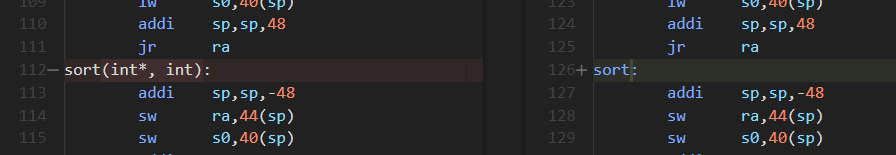 109 lw s0,40(sp)
110 addi sp,sp,48
111 jr ra
112— sort(int*, int):
113 addi sp,sp,-48
114 sw ra,44(sp)
115 sw s0,40(sp)
123 lw s0,40(sp)
124 addi sp,sp,48
125 jr ra
126+ sort:
127 addi sp,sp,-48
128 sw ra,44(sp)
129 sw s0,40(sp)